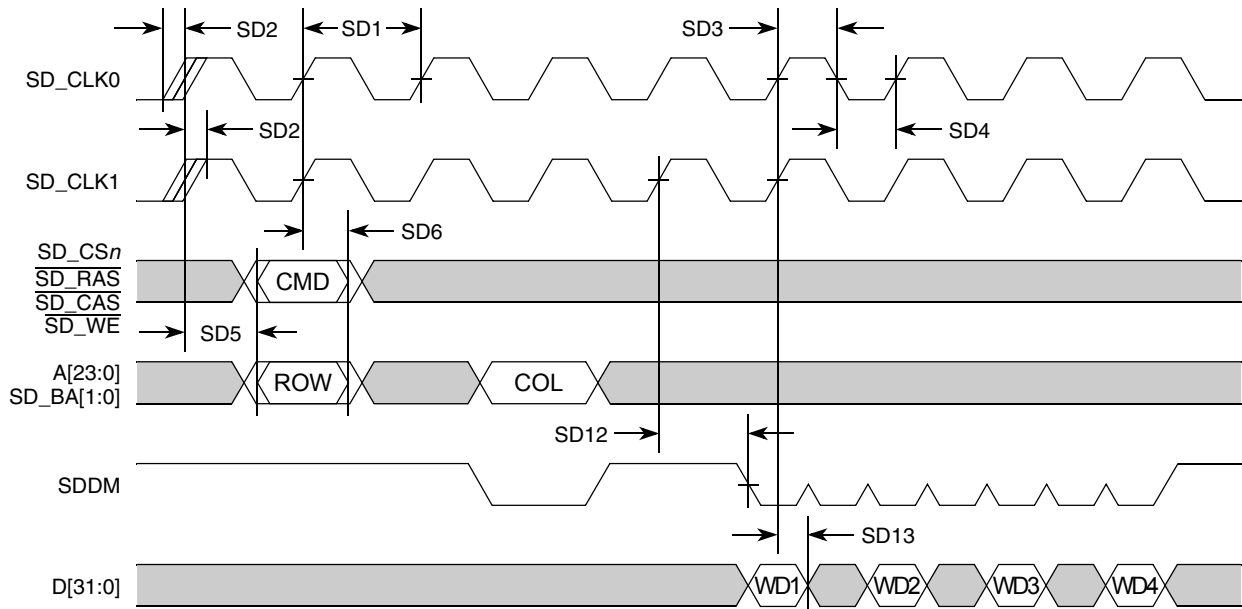 SD2
SD1
SD3
SD_CLK0
SD2
SD4
SD_CLK1
SD6
SD_CSn
SD_RAS
SD_CAS
SD_WE
CMD
SD5
A[23:0]
SD_BA[1:0]
ROW
COL
SD12
SDDM
SD13
D[31:0]
WD1
WD2
WD3
WD4